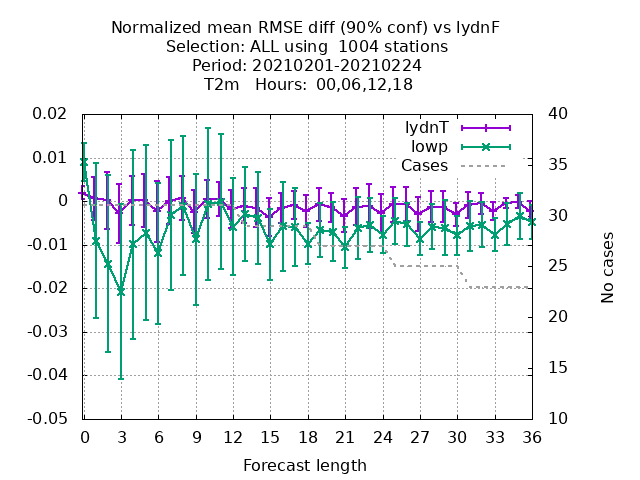 Normalized mean RMSE diff (90% conf) vs lydnF
Selection: ALL using  1004 stations
Period: 20210201-20210224
T2m   Hours:  00,06,12,18
lydnT
lowp
Cases
0.02
0.01
0
-0.01
-0.02
-0.03
-0.04
-0.05
40
35
30
25
20
15
10
No cases
0 3 6 9 12 15 18 21 24 27 30 33 36
Forecast length